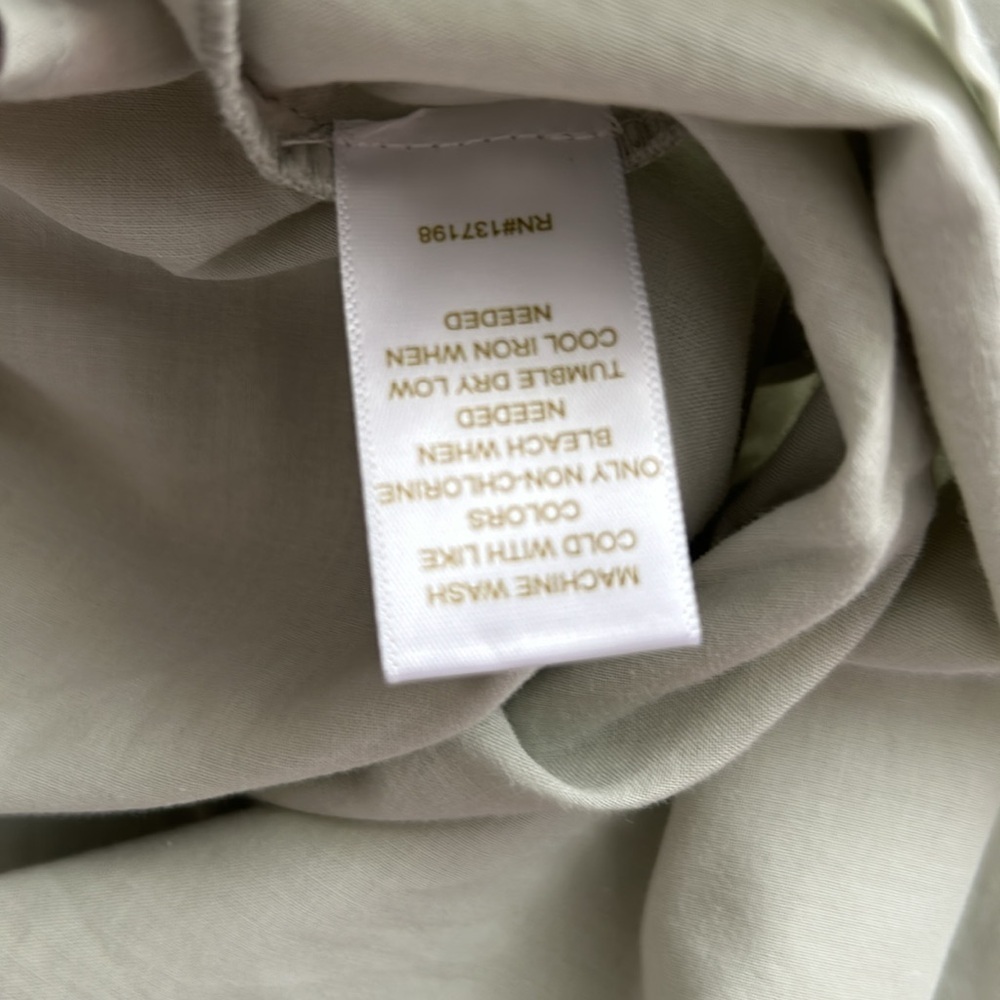 MACHINE WASH
COLD WITH LIKE
COLORS
ONLY NON-CHLORINE
BLEACH WHEN
NEEDED
TUMBLE DRY LOW
COOL IRON WHEN
NEEDED
RN#137198